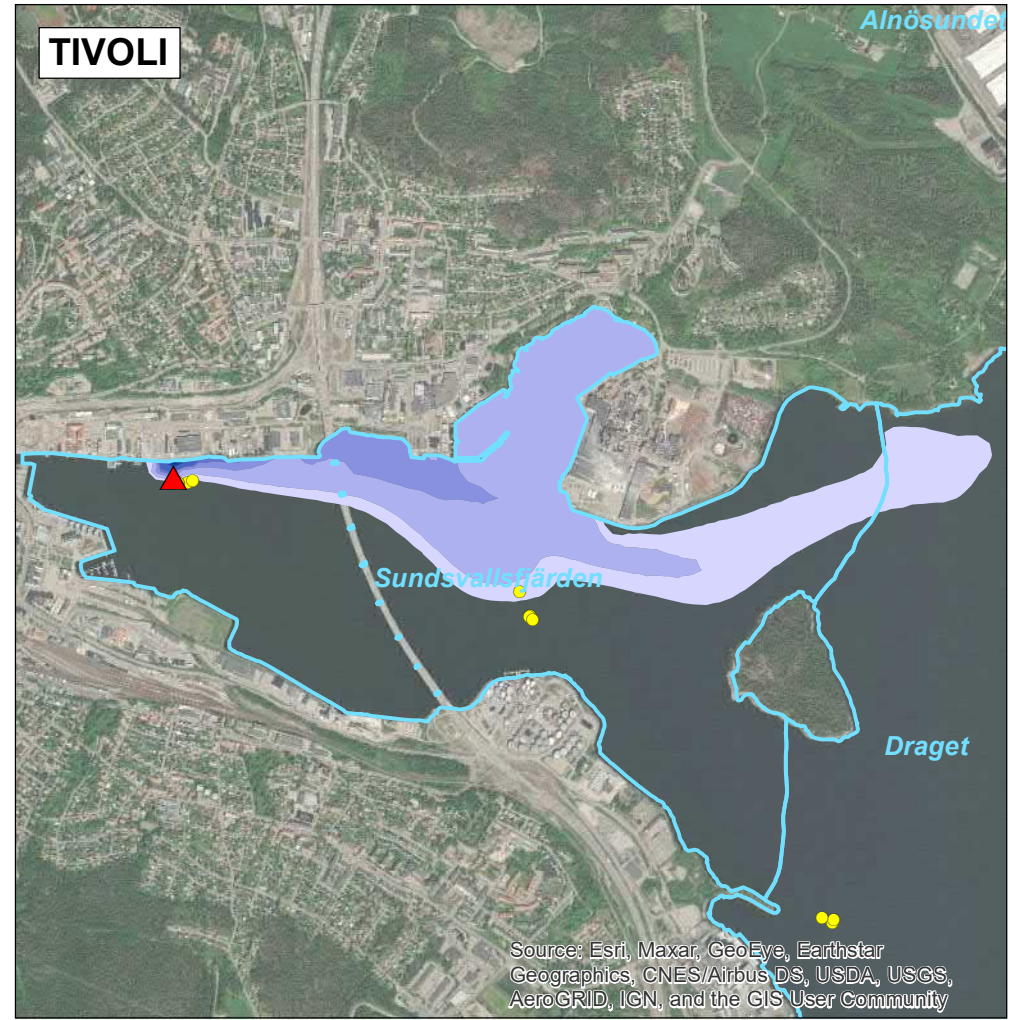 Alnösundet
TIVOLI
Sundsvallsfjärden
Draget
Source: Esri, Maxar, GeoEye, Earthstar
Geographics, CNES/Airbus DS, USDA, USGS,
AeroGRID, IGN, and the GIS User Community